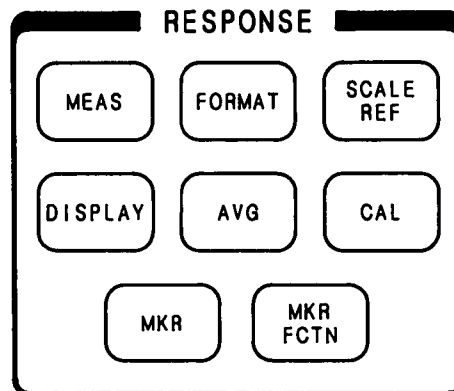 RESPONSE
MEAS
FORMAT
SCALE
REF
DISPLAY
AVG
CAL
MKR
MKR
FCTN